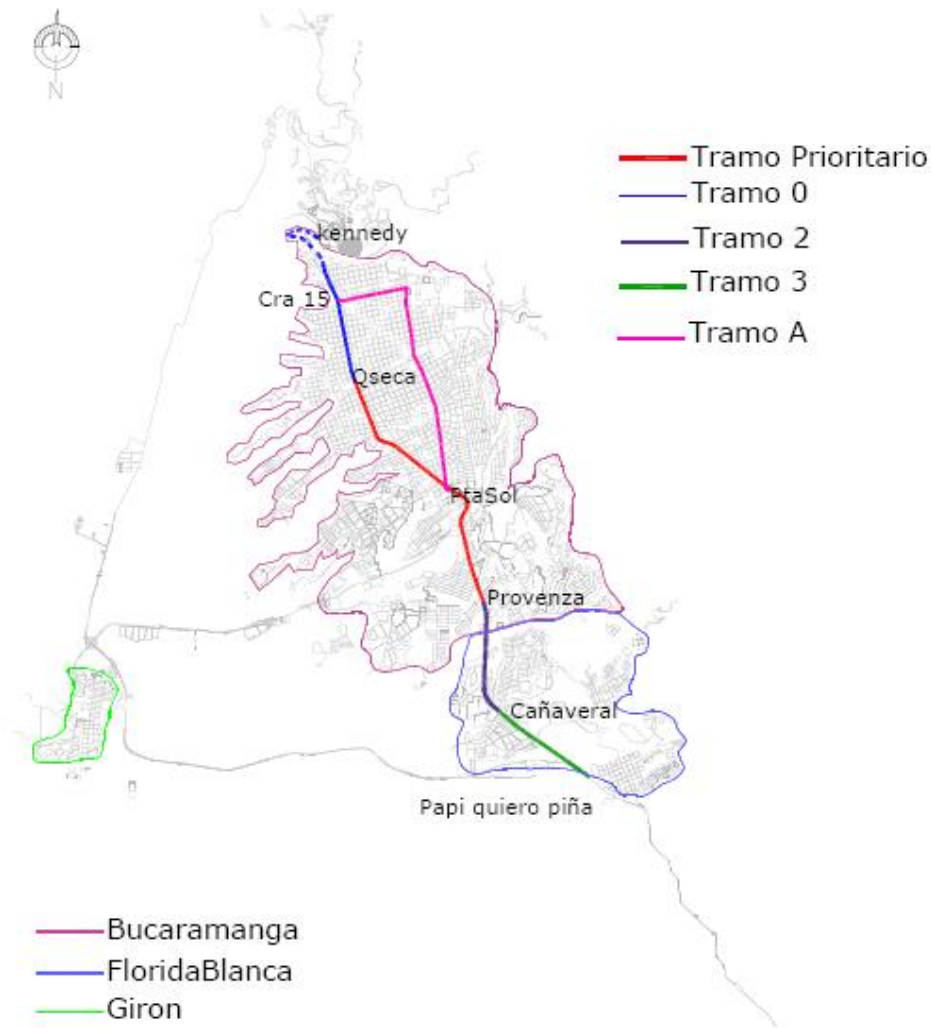 N
Tramo Prioritario
Tramo 0
Tramo 2
Tramo 3
Tramo A
kennedy
Cra 15
Qseca
PtaSol
Provenza
Cañaveral
Papi quiero piña
Bucaramanga
FloridaBlanca
Giron